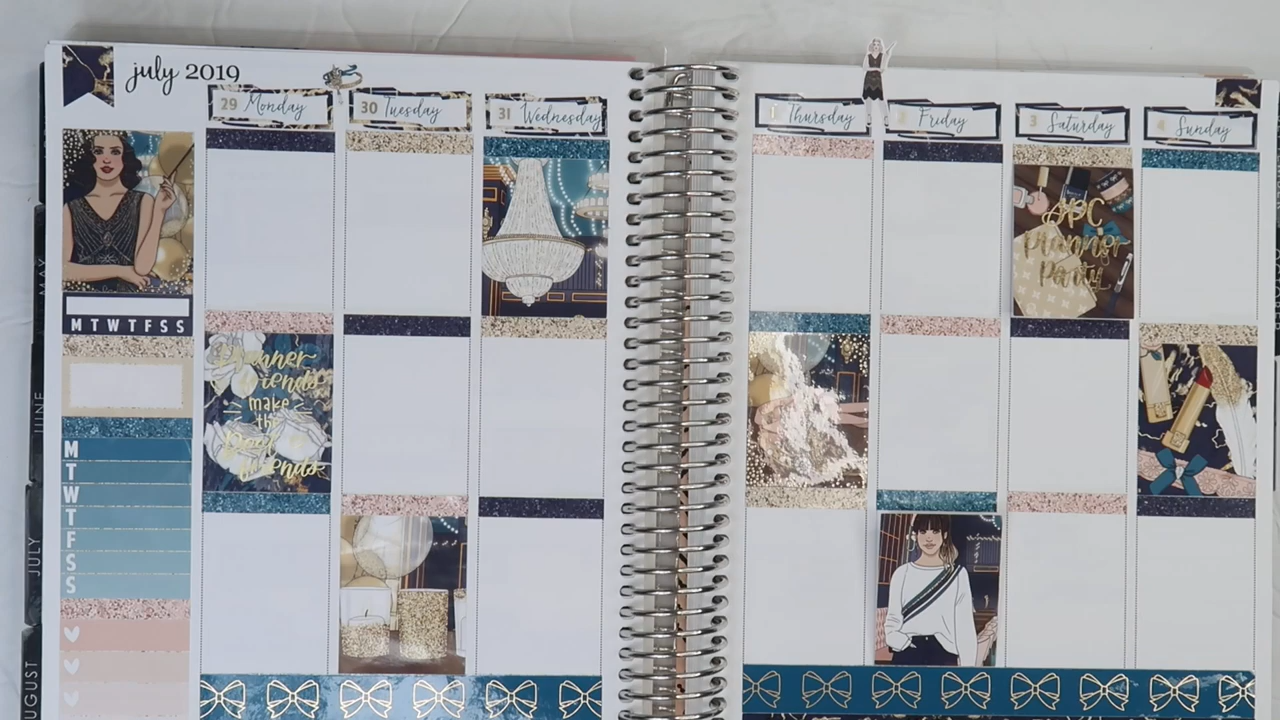 july 2019
29 Monday
30 Tuesday
31 Wednesday
Thursday
Friday
3 Saturday
4 Sunday
M T W T F S S
M
T
W
T
F
S
S
Planner
friends
make
the
Best
friends
APC
Planner
Party
MAY
JUNE
JULY
AUGUST